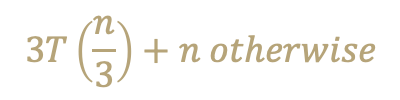 3T(n/3) + n otherwise